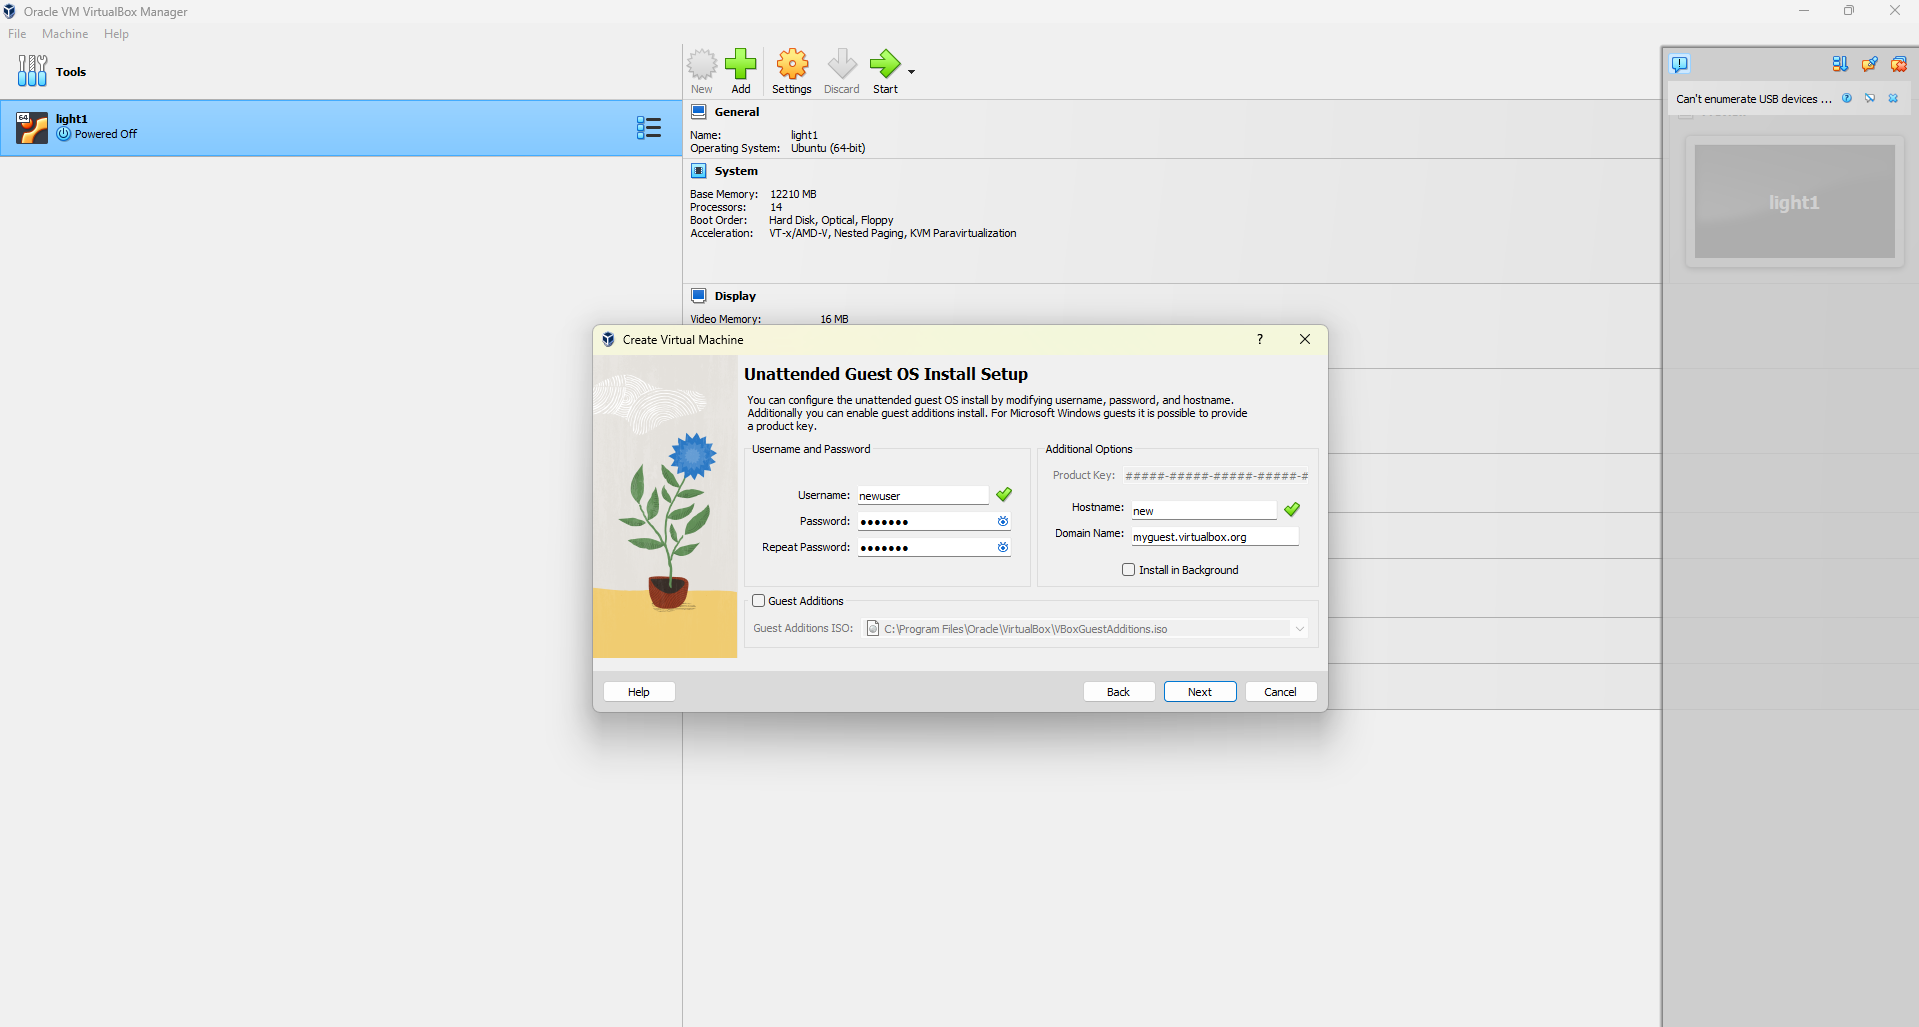 Oracle VM VirtualBox Manager
File Machine Help
Tools
New Add Settings Discard Start
64
light1
Powered Off
General
Name: light1
Operating System: Ubuntu (64-bit)
System
Base Memory: 12210 MB
Processors: 14
Boot Order: Hard Disk, Optical, Floppy
Acceleration: VT-x/AMD-V, Nested Paging, KVM Paravirtualization
Display
Video Memory: 16 MB
Can't enumerate USB devices ...
light1
Create Virtual Machine
Unattended Guest OS Install Setup
You can configure the unattended guest OS install by modifying username, password, and hostname.
Additionally you can enable guest additions install. For Microsoft Windows guests it is possible to provide
a product key.
Username and Password
Username: newuser
Password: •••••••
Repeat Password: •••••••
Additional Options
Product Key: #####-#####-#####-#####-#
Hostname: new
Domain Name: myguest.virtualbox.org
Install in Background
Guest Additions
Guest Additions ISO: C:\Program Files\Oracle\VirtualBox\VBoxGuestAdditions.iso
Help Back Next Cancel